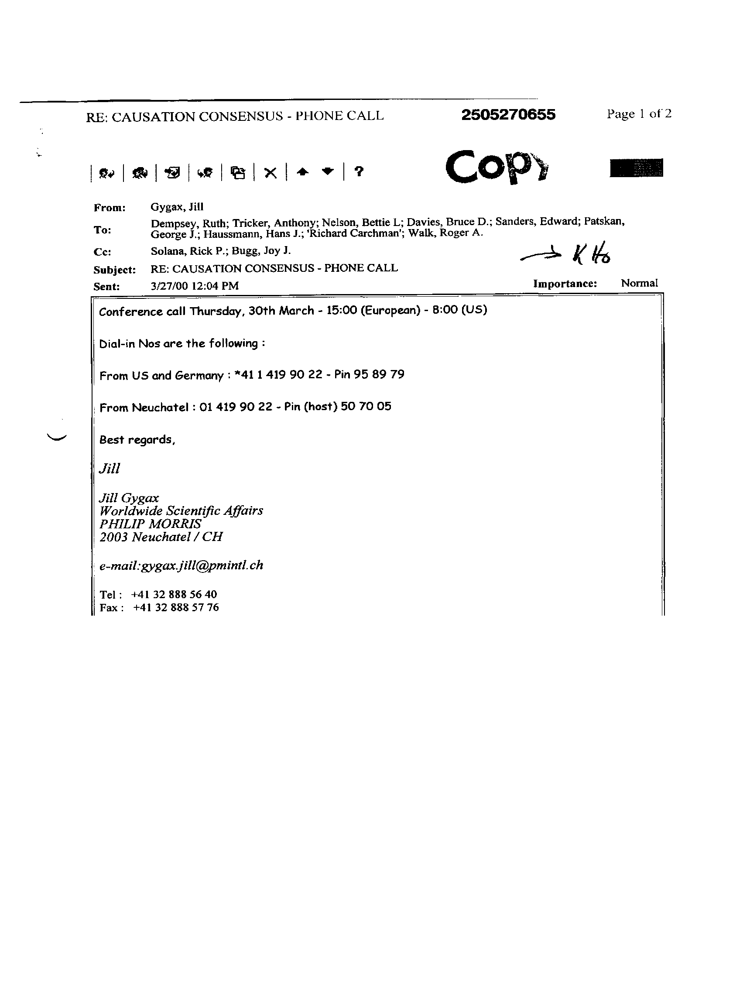 RE: CAUSATION CONSENSUS - PHONE CALL 2505270655 Page 1 of 2
Copy
?
From: Gygax, Jill
To: Dempsey, Ruth; Tricker, Anthony; Nelson, Bettie L; Davies, Bruce D.; Sanders, Edward; Patskan,
George J.; Haussmann, Hans J.; 'Richard Carchman'; Walk, Roger A.
Cc: Solana, Rick P.; Bugg, Joy J.
Subject: RE: CAUSATION CONSENSUS - PHONE CALL
Sent: 3/27/00 12:04 PM Importance: Normal
Conference call Thursday, 30th March - 15:00 (European) - 8:00 (US)
Dial-in Nos are the following :
From US and Germany : *41 1 419 90 22 - Pin 95 89 79
From Neuchatel : 01 419 90 22 - Pin (host) 50 70 05
Best regards,
Jill
Jill Gygax
Worldwide Scientific Affairs
PHILIP MORRIS
2003 Neuchatel / CH
e-mail:gygax.jill@pmintl.ch
Tel : +41 32 888 56 40
Fax : +41 32 888 57 76